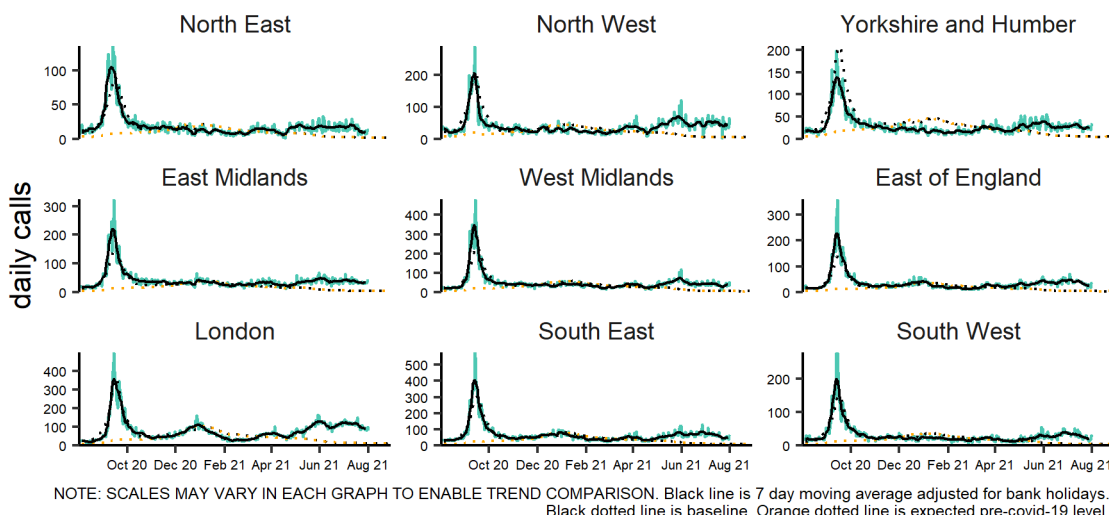 North East
North West
Yorkshire and Humber
100
50
0
200
100
0
200
150
100
50
0
daily calls
East Midlands
West Midlands
East of England
300
200
100
0
400
300
200
100
0
300
200
100
0
London
South East
South West
400
300
200
100
0
500
400
300
200
100
0
200
100
0
Oct 20 Dec 20 Feb 21 Apr 21 Jun 21 Aug 21
Oct 20 Dec 20 Feb 21 Apr 21 Jun 21 Aug 21
Oct 20 Dec 20 Feb 21 Apr 21 Jun 21 Aug 21
NOTE: SCALES MAY VARY IN EACH GRAPH TO ENABLE TREND COMPARISON. Black line is 7 day moving average adjusted for bank holidays.
Black dotted line is baseline. Orange dotted line is expected pre-covid-19 level.